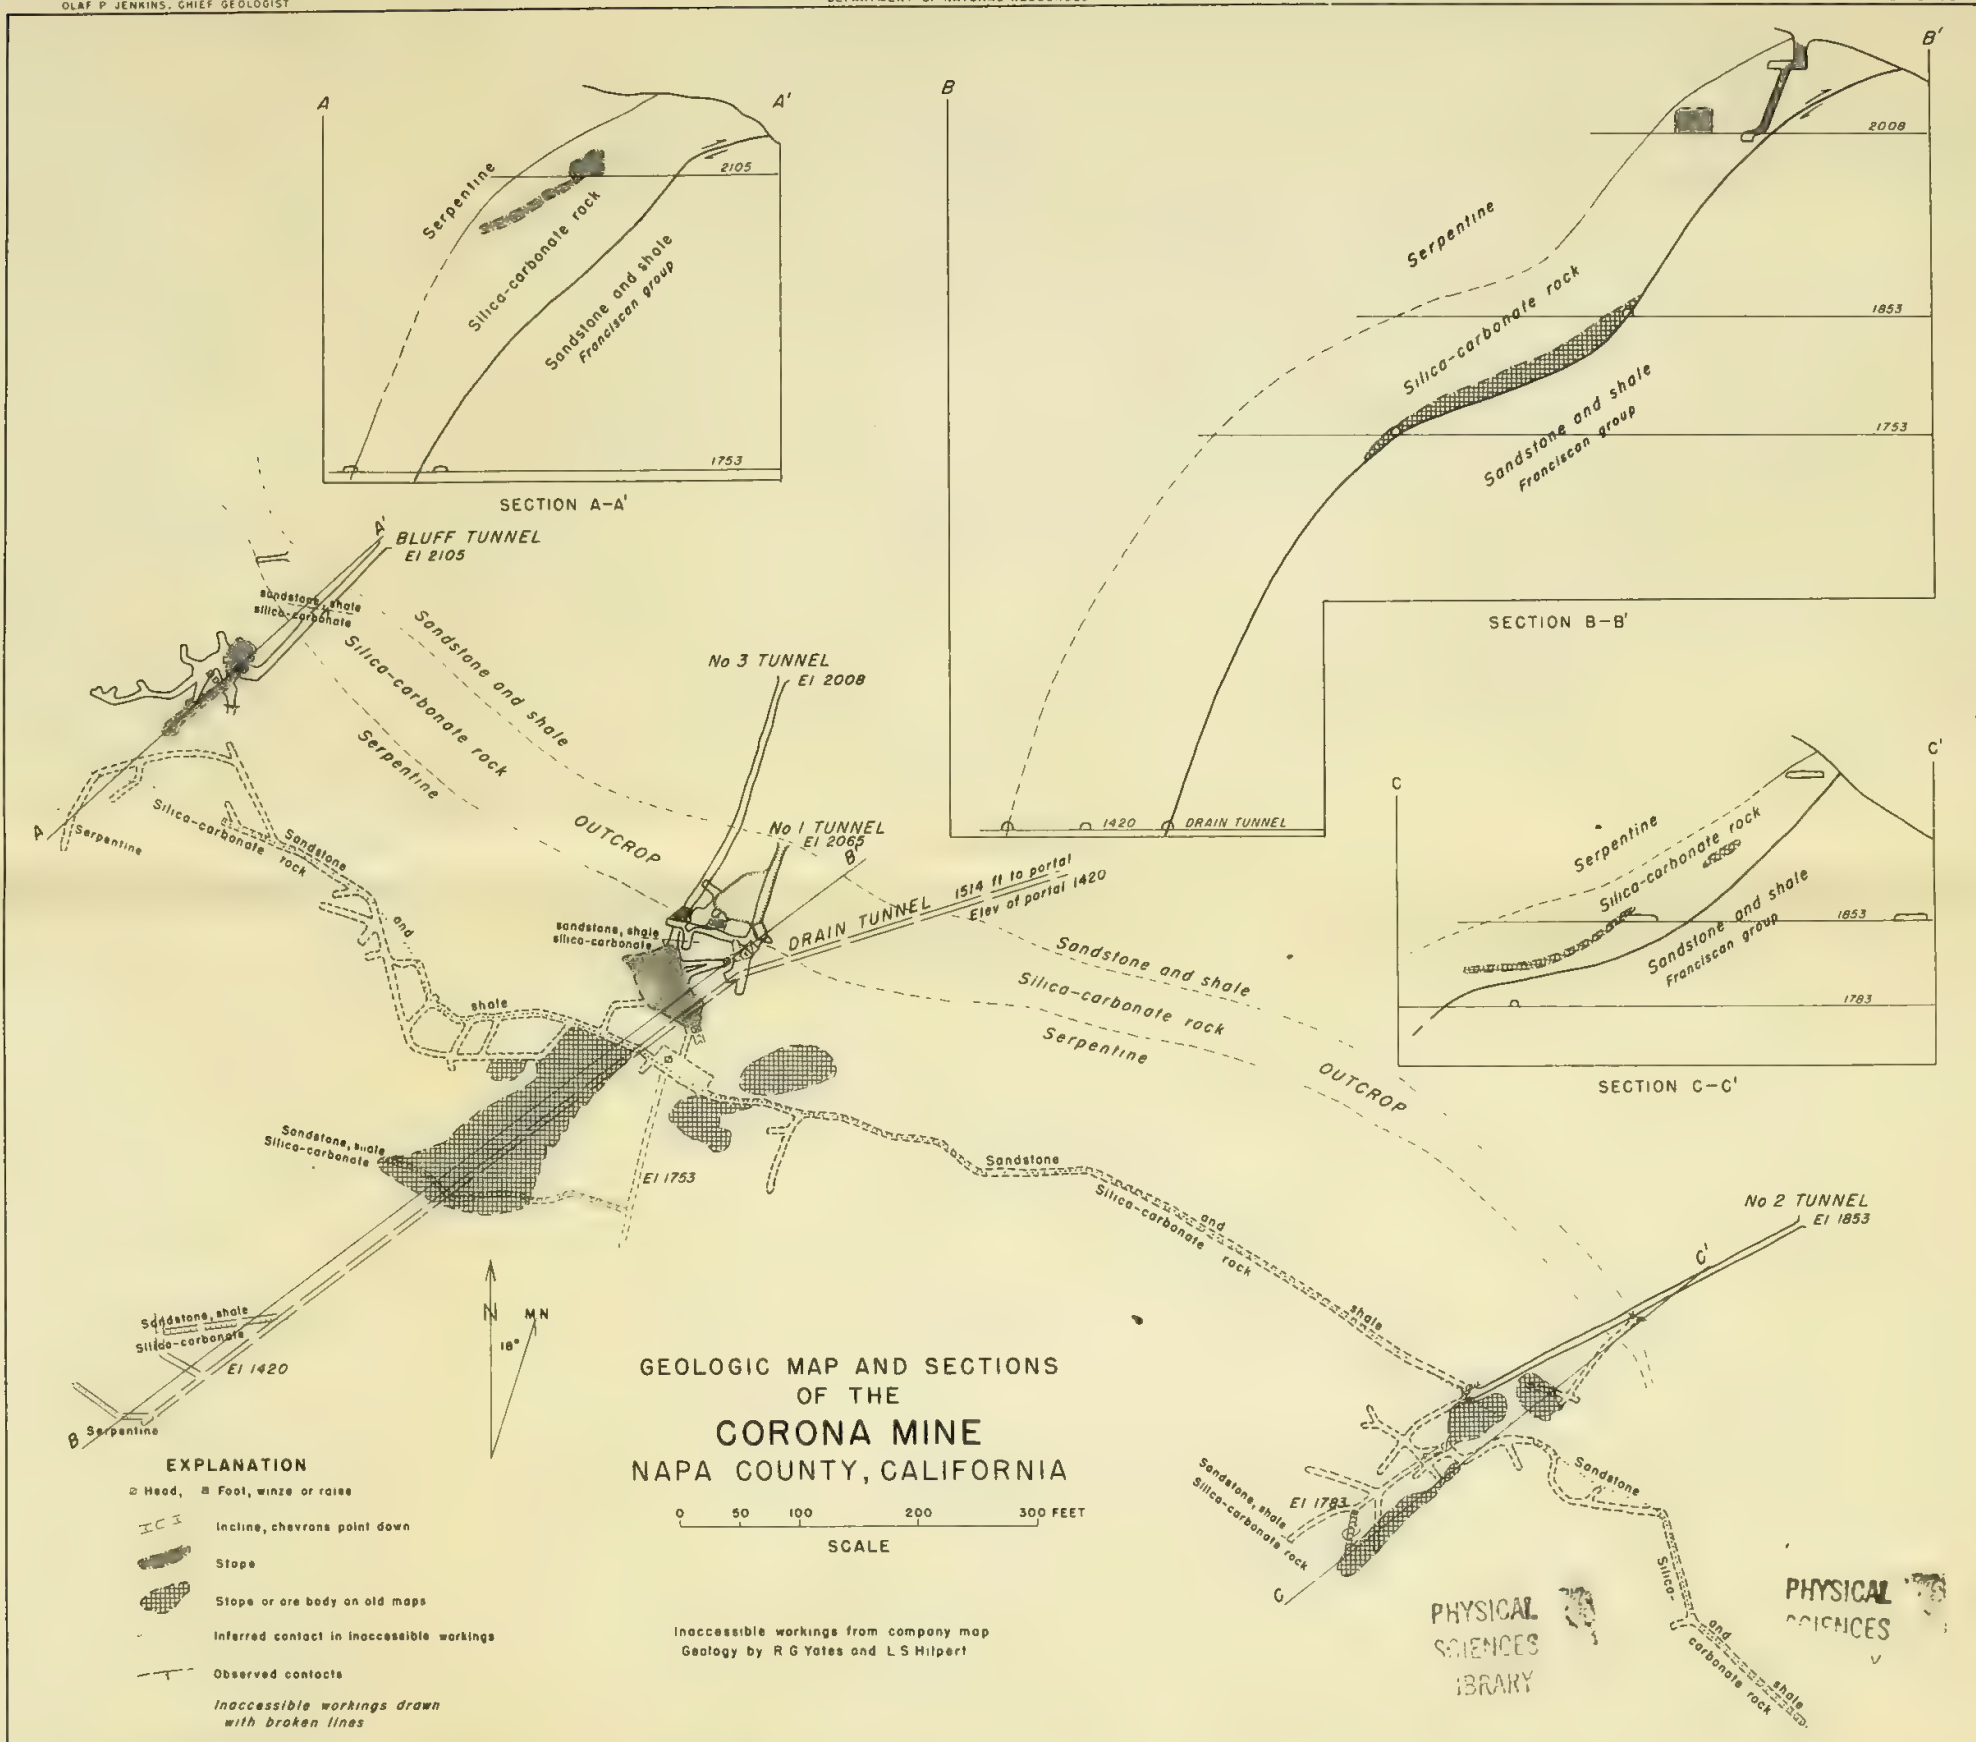 OLAF P JENKINS, CHIEF GEOLOGIST
A
A'
Serpentine
2105
Silica-carbonate rock
Sandstone and shale
Franciscan group
1753
SECTION A-A'
B
B'
2008
Serpentine
1853
Silica-carbonate rock
1753
Sandstone and shale
Franciscan group
SECTION B-B'
1420
DRAIN TUNNEL
C
C'
Serpentine
Silica-carbonate rock
1853
Sandstone and shale
Franciscan group
1783
SECTION C-C'
A'
BLUFF TUNNEL
El 2105
sandstone, shale
silica-carbonate
Sandstone and shale
Silica-carbonate rock
Serpentine
No 3 TUNNEL
El 2008
OUTCROP
No 1 TUNNEL
El 2065
B'
A
Serpentine
Silica-carbonate rock
Sandstone
and
shale
1514 ft to portal
Elev of portal 1420
DRAIN TUNNEL
sandstone, shale
silica-carbonate
Sandstone and shale
Silica-carbonate rock
Serpentine
OUTCROP
Sandstone, shale
Silica-carbonate
El 1753
Sandstone
Silica-carbonate rock
and
shale
No 2 TUNNEL
El 1853
C'
Sandstone, shale
Silica-carbonate
El 1420
B
Serpentine
N
MN
18°
GEOLOGIC MAP AND SECTIONS
OF THE
CORONA MINE
NAPA COUNTY, CALIFORNIA
0 50 100 200 300 FEET
SCALE
Inaccessible workings from company map
Geology by R G Yates and L S Hilpert
EXPLANATION
Head, Foot, winze or raise
Incline, chevrons point down
Stope
Stope or ore body on old maps
Inferred contact in inaccessible workings
Observed contacts
Inaccessible workings drawn
with broken lines
Sandstone, shale
Silica-carbonate rock
El 1783
C
Sandstone
and
shale
Silica-
carbonate rock
PHYSICAL
SCIENCES
PHYSICAL
SCIENCES